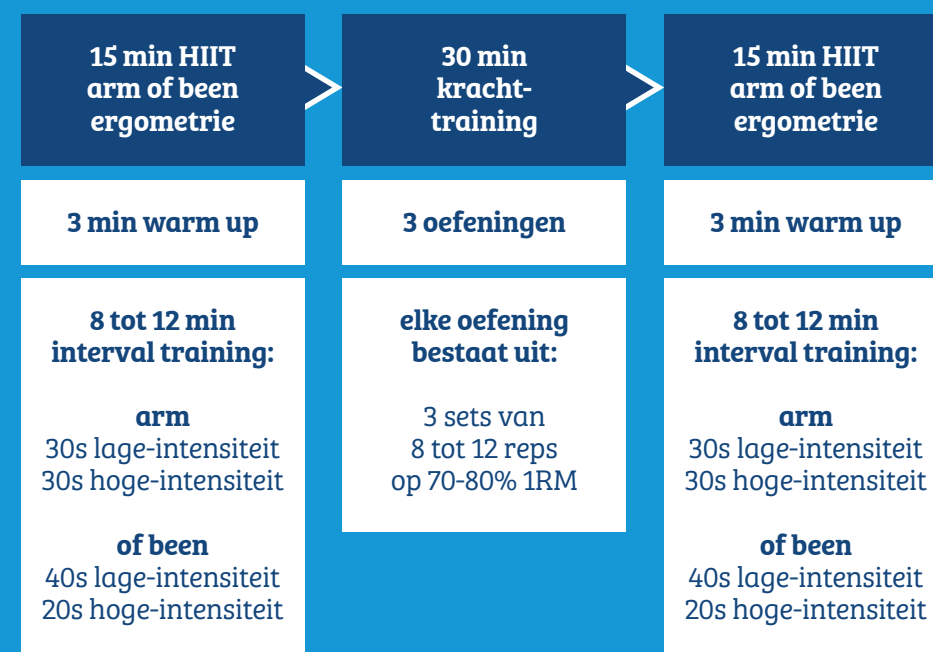 15 min HIIT
arm of been
ergometrie
3 min warm up
8 tot 12 min
interval training:
arm
30s lage-intensiteit
30s hoge-intensiteit
of been
40s lage-intensiteit
20s hoge-intensiteit
30 min
kracht-
training
3 oefeningen
elke oefening
bestaat uit:
3 sets van
8 tot 12 reps
op 70-80% 1RM
15 min HIIT
arm of been
ergometrie
3 min warm up
8 tot 12 min
interval training:
arm
30s lage-intensiteit
30s hoge-intensiteit
of been
40s lage-intensiteit
20s hoge-intensiteit